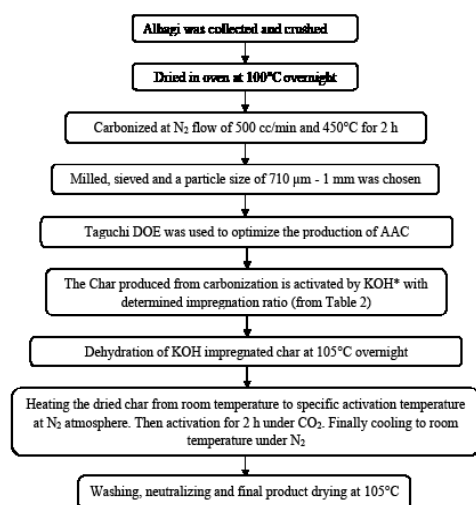 Alhagi was collected and crushed
Dried in oven at 100°C overnight
Carbonized at N₂ flow of 500 cc/min and 450°C for 2 h
Milled, sieved and a particle size of 710 μm - 1 mm was chosen
Taguchi DOE was used to optimize the production of AAC
The Char produced from carbonization is activated by KOH* with
determined impregnation ratio (from Table 2)
Dehydration of KOH impregnated char at 105°C overnight
Heating the dried char from room temperature to specific activation temperature
at N₂ atmosphere. Then activation for 2 h under CO₂. Finally cooling to room
temperature under N₂
Washing, neutralizing and final product drying at 105°C